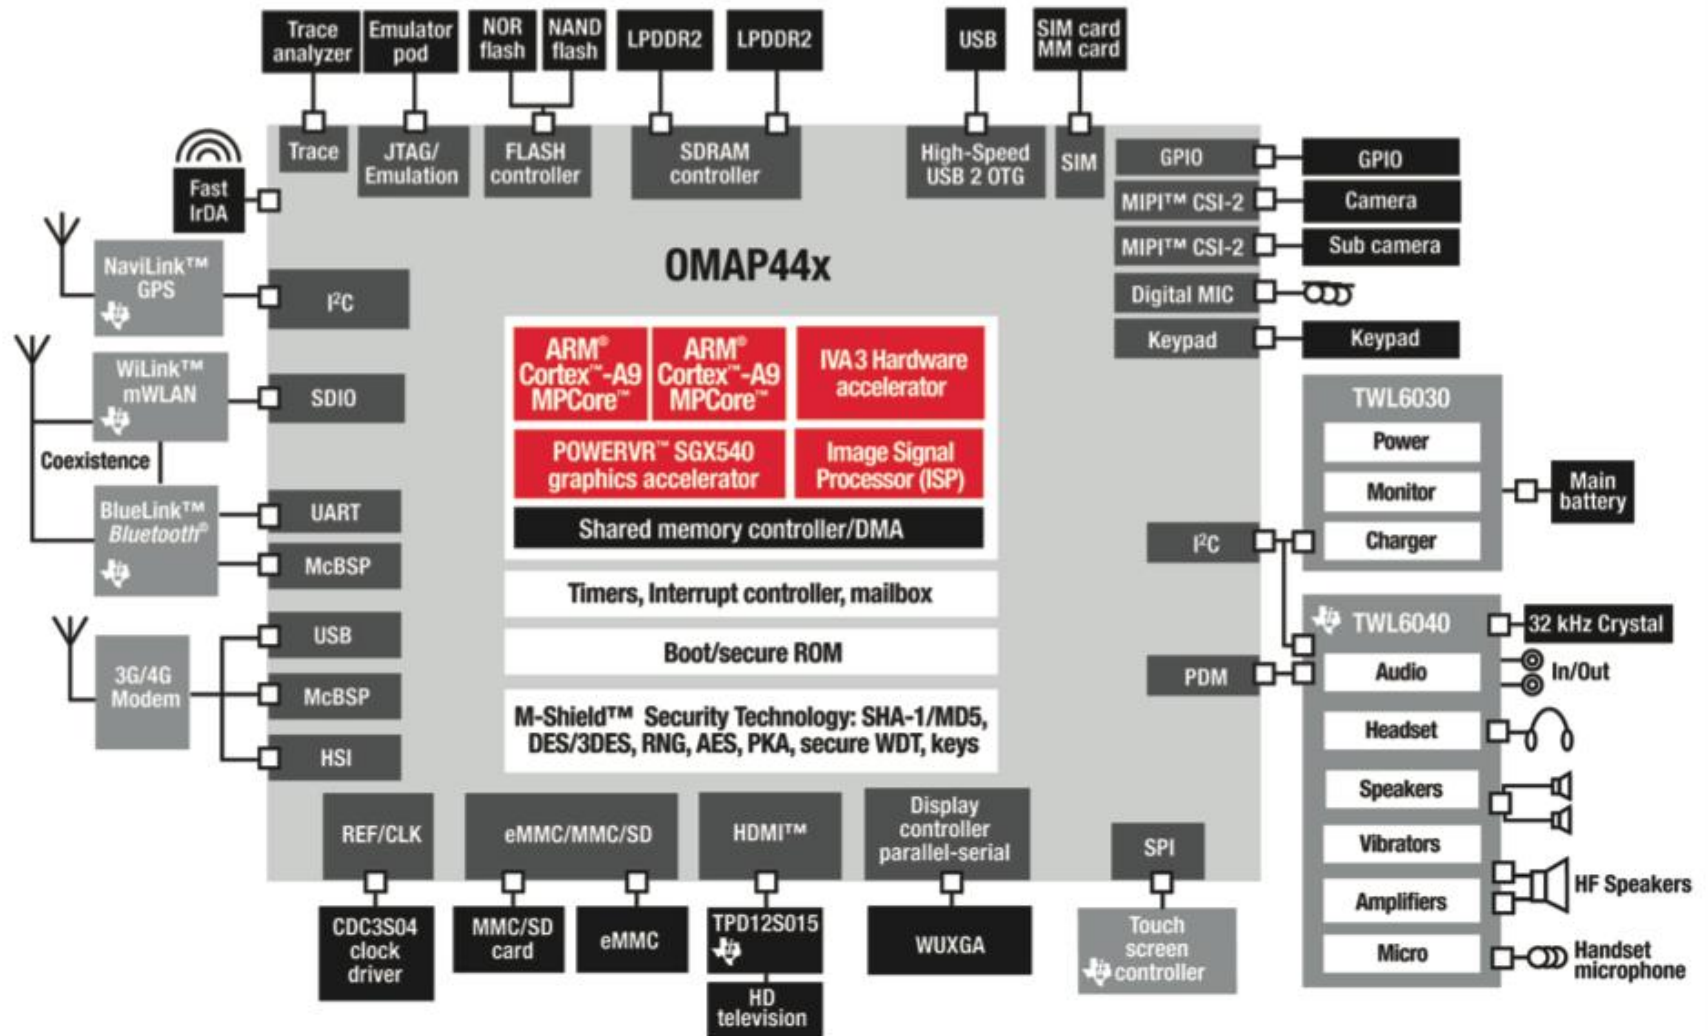 Trace
analyzer
Emulator
pod
NOR
flash
NAND
flash
LPDDR2
LPDDR2
USB
SIM card
MM card
Trace
JTAG/
Emulation
FLASH
controller
SDRAM
controller
High-Speed
USB 2 OTG
SIM
Fast
IrDA
NaviLink™
GPS
I²C
WiLink™
mWLAN
SDIO
Coexistence
BlueLink™
Bluetooth®
UART
McBSP
3G/4G
Modem
USB
McBSP
HSI
OMAP44x
ARM®
Cortex™-A9
MPCore™
ARM®
Cortex™-A9
MPCore™
IVA 3 Hardware
accelerator
POWERVR™ SGX540
graphics accelerator
Image Signal
Processor (ISP)
Shared memory controller/DMA
Timers, Interrupt controller, mailbox
Boot/secure ROM
M-Shield™ Security Technology: SHA-1/MD5,
DES/3DES, RNG, AES, PKA, secure WDT, keys
GPIO
GPIO
MIPI™ CSI-2
Camera
MIPI™ CSI-2
Sub camera
Digital MIC
Keypad
Keypad
TWL6030
Power
Monitor
Charger
Main
battery
I²C
TWL6040
32 kHz Crystal
PDM
Audio
In/Out
Headset
Speakers
Vibrators
Amplifiers
HF Speakers
Micro
Handset
microphone
REF/CLK
eMMC/MMC/SD
HDMI™
Display
controller
parallel-serial
SPI
CDC3S04
clock
driver
MMC/SD
card
eMMC
TPD12S015
HD
television
WUXGA
Touch
screen
controller